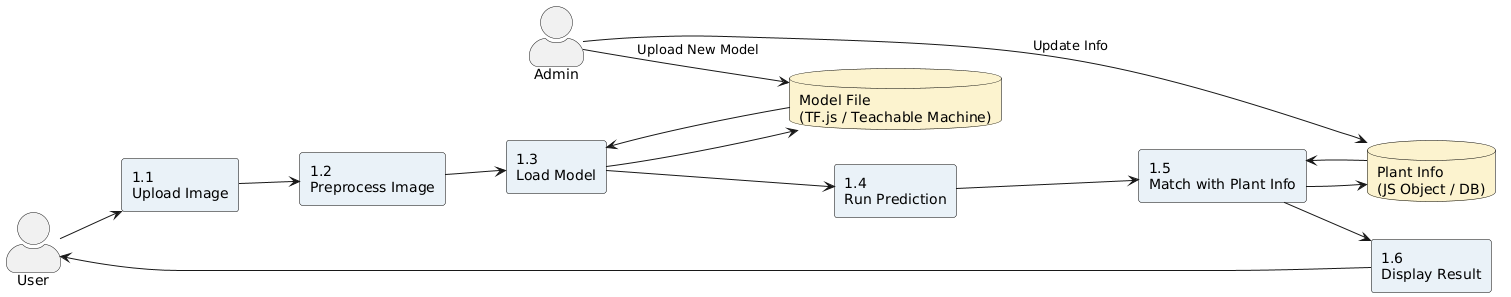 Update Info
Upload New Model
Admin
Model File
(TF.js / Teachable Machine)
1.1
Upload Image
1.2
Preprocess Image
1.3
Load Model
1.4
Run Prediction
1.5
Match with Plant Info
Plant Info
(JS Object / DB)
User
1.6
Display Result